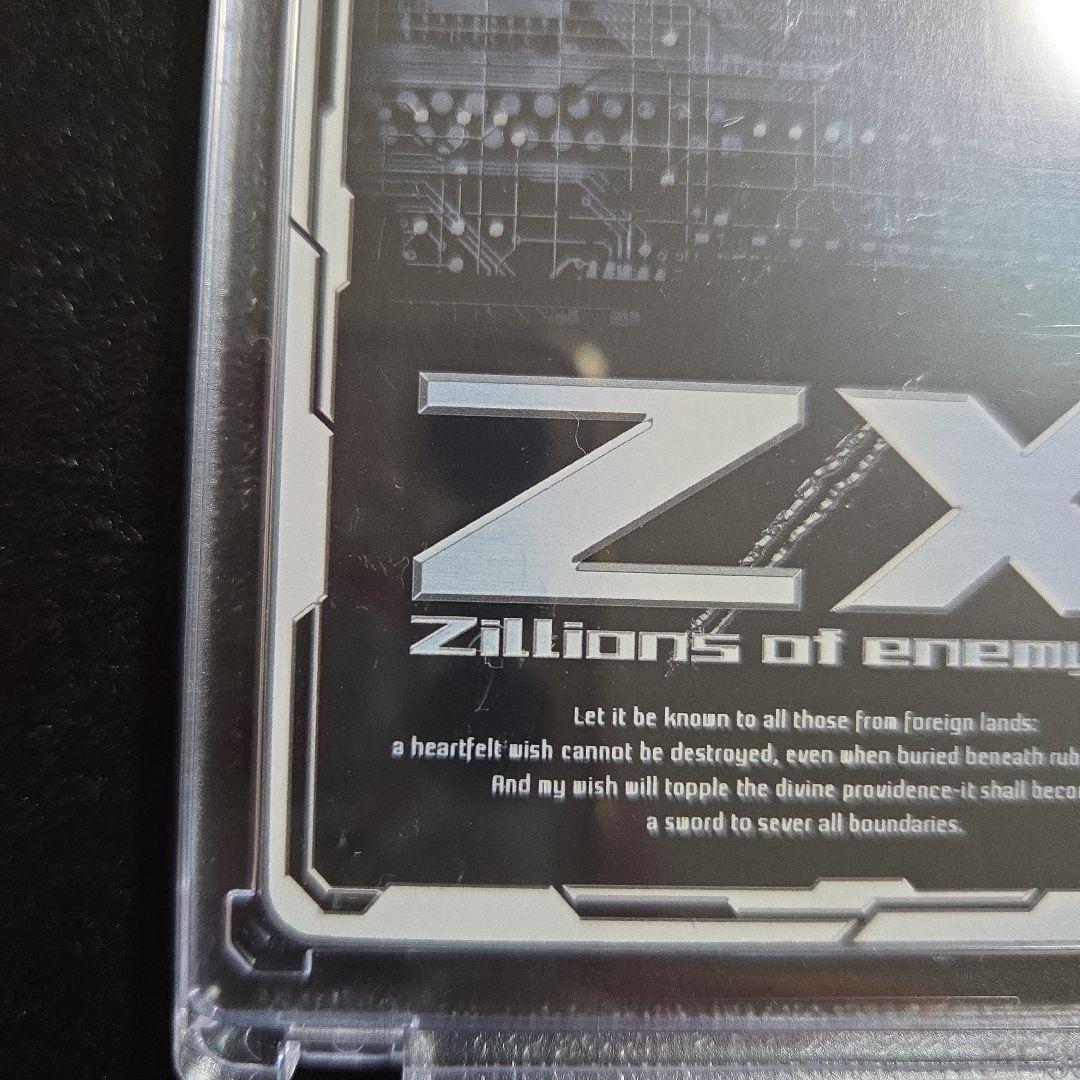 ZX
Zillions of enemy
Let it be known to all those from foreign lands:
a heartfelt wish cannot be destroyed, even when buried beneath rub
And my wish will topple the divine providence-it shall beco
a sword to sever all boundaries.